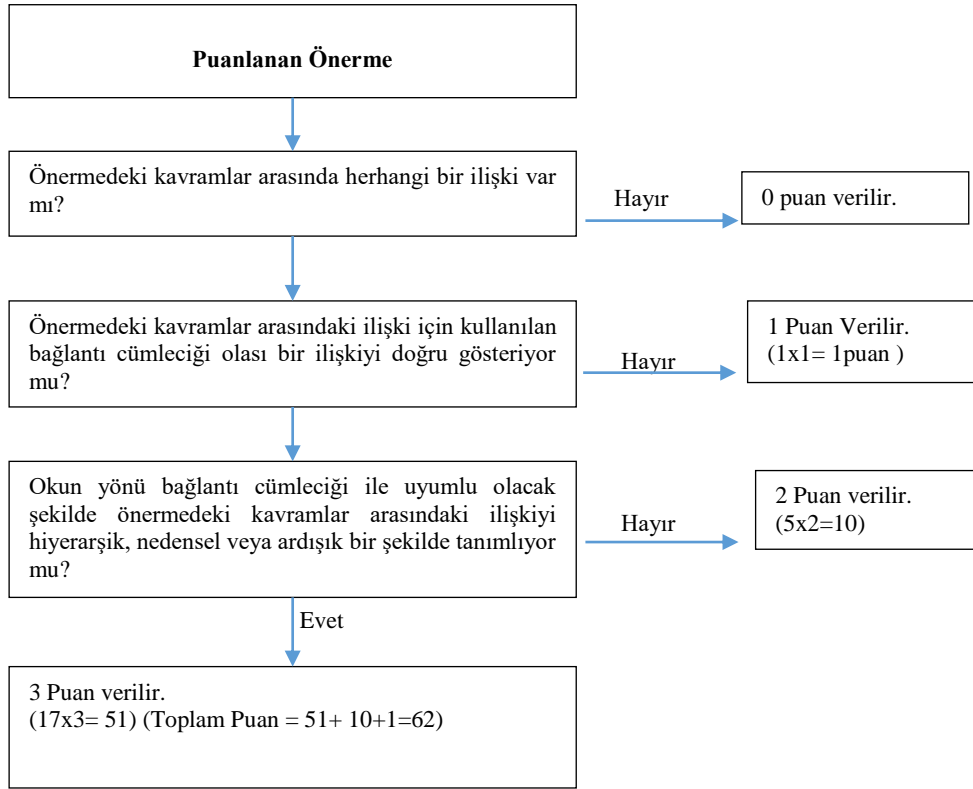 Puanlanan Önerme
Önermedeki kavramlar arasında herhangi bir ilişki var
mı?
Hayır
0 puan verilir.
Önermedeki kavramlar arasındaki ilişki için kullanılan
bağlantı cümleciği olası bir ilişkiyi doğru gösteriyor
mu?
Hayır
1 Puan Verilir.
(1x1= 1puan )
Okun yönü bağlantı cümleciği ile uyumlu olacak
şekilde önermedeki kavramlar arasındaki ilişkiyi
hiyerarşik, nedensel veya ardışık bir şekilde tanımlıyor
mu?
Hayır
2 Puan verilir.
(5x2=10)
Evet
3 Puan verilir.
(17x3= 51) (Toplam Puan = 51+ 10+1=62)